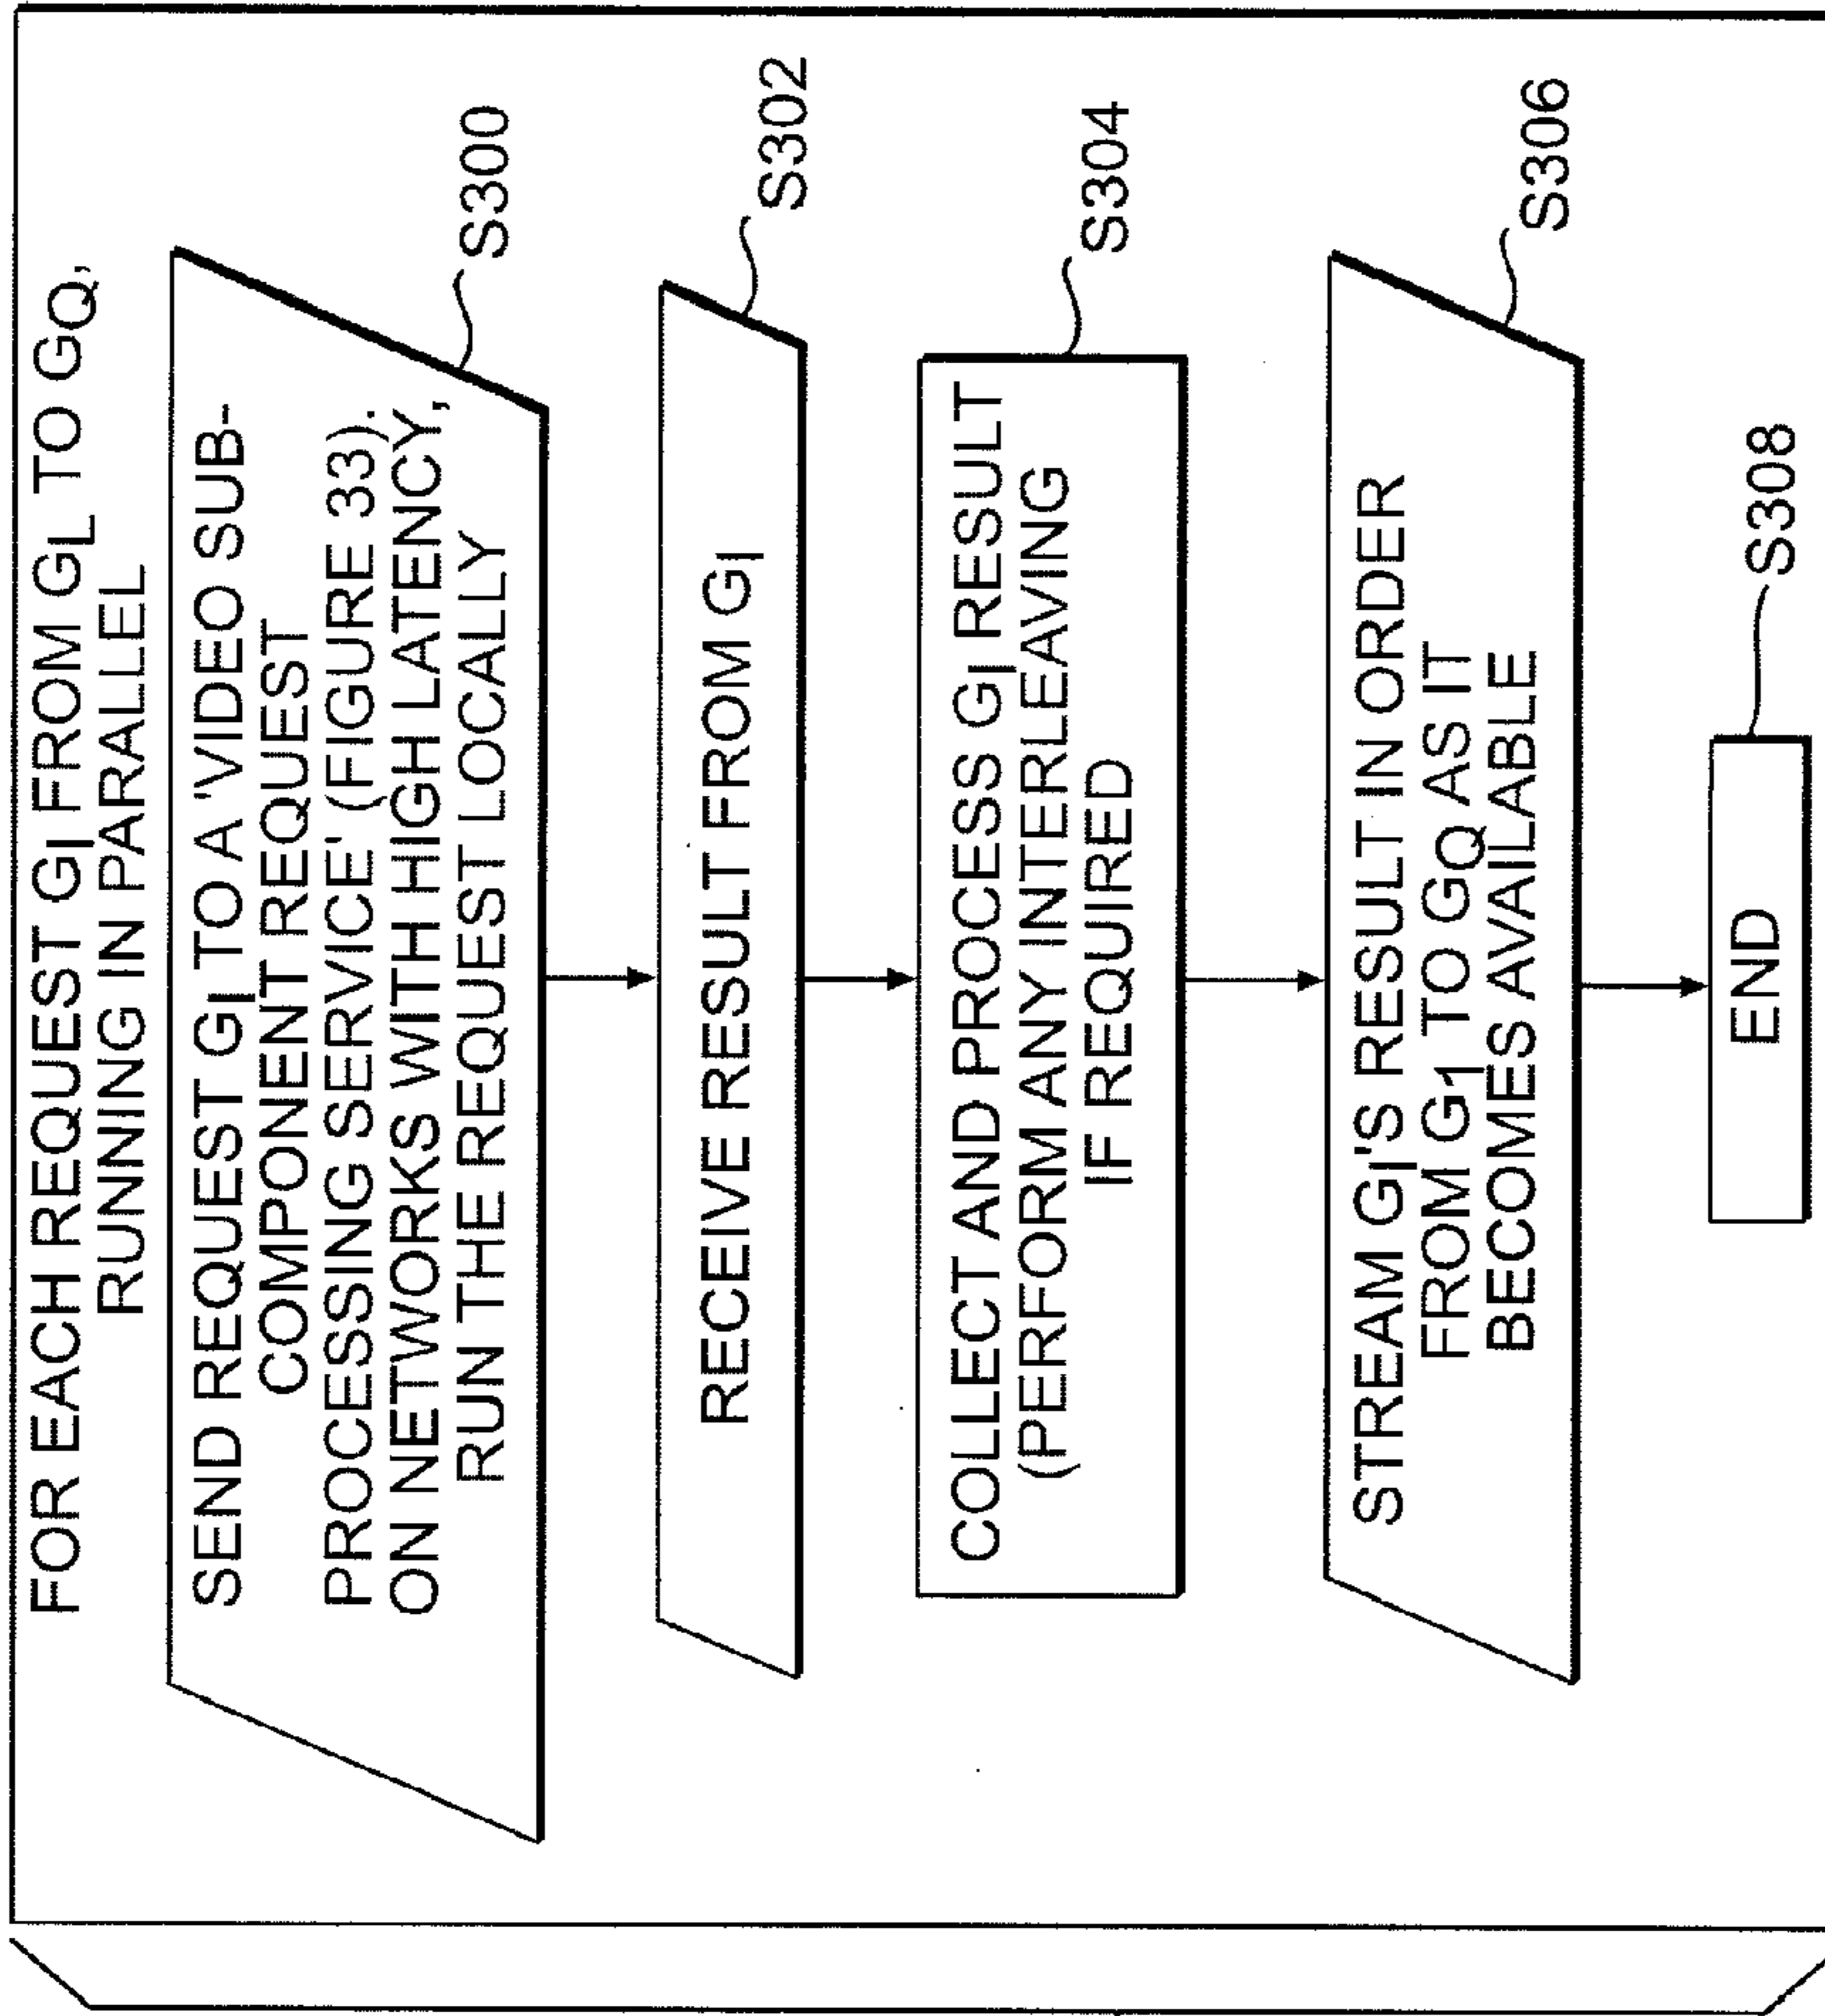 FOR EACH REQUEST GI FROM GL TO GQ,
RUNNING IN PARALLEL
SEND REQUEST GI TO A 'VIDEO SUB-
COMPONENT REQUEST
PROCESSING SERVICE' (FIGURE 33).
ON NETWORKS WITH HIGH LATENCY,
RUN THE REQUEST LOCALLY
S300
RECEIVE RESULT FROM GI
S302
COLLECT AND PROCESS GI RESULT
(PERFORM ANY INTERLEAVING
IF REQUIRED
S304
STREAM GI'S RESULT IN ORDER
FROM G1 TO GQ AS IT
BECOMES AVAILABLE
S306
END
S308